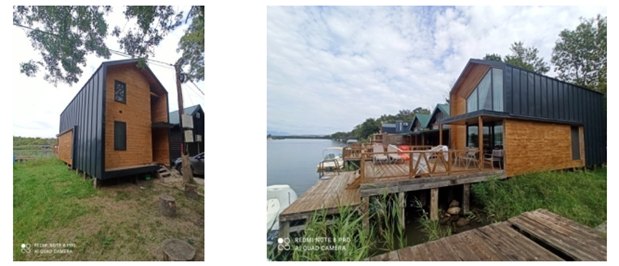 REDMI NOTE 8 PRO
AI QUAD CAMERA
REDMI NOTE 8 PRO
AI QUAD CAMERA